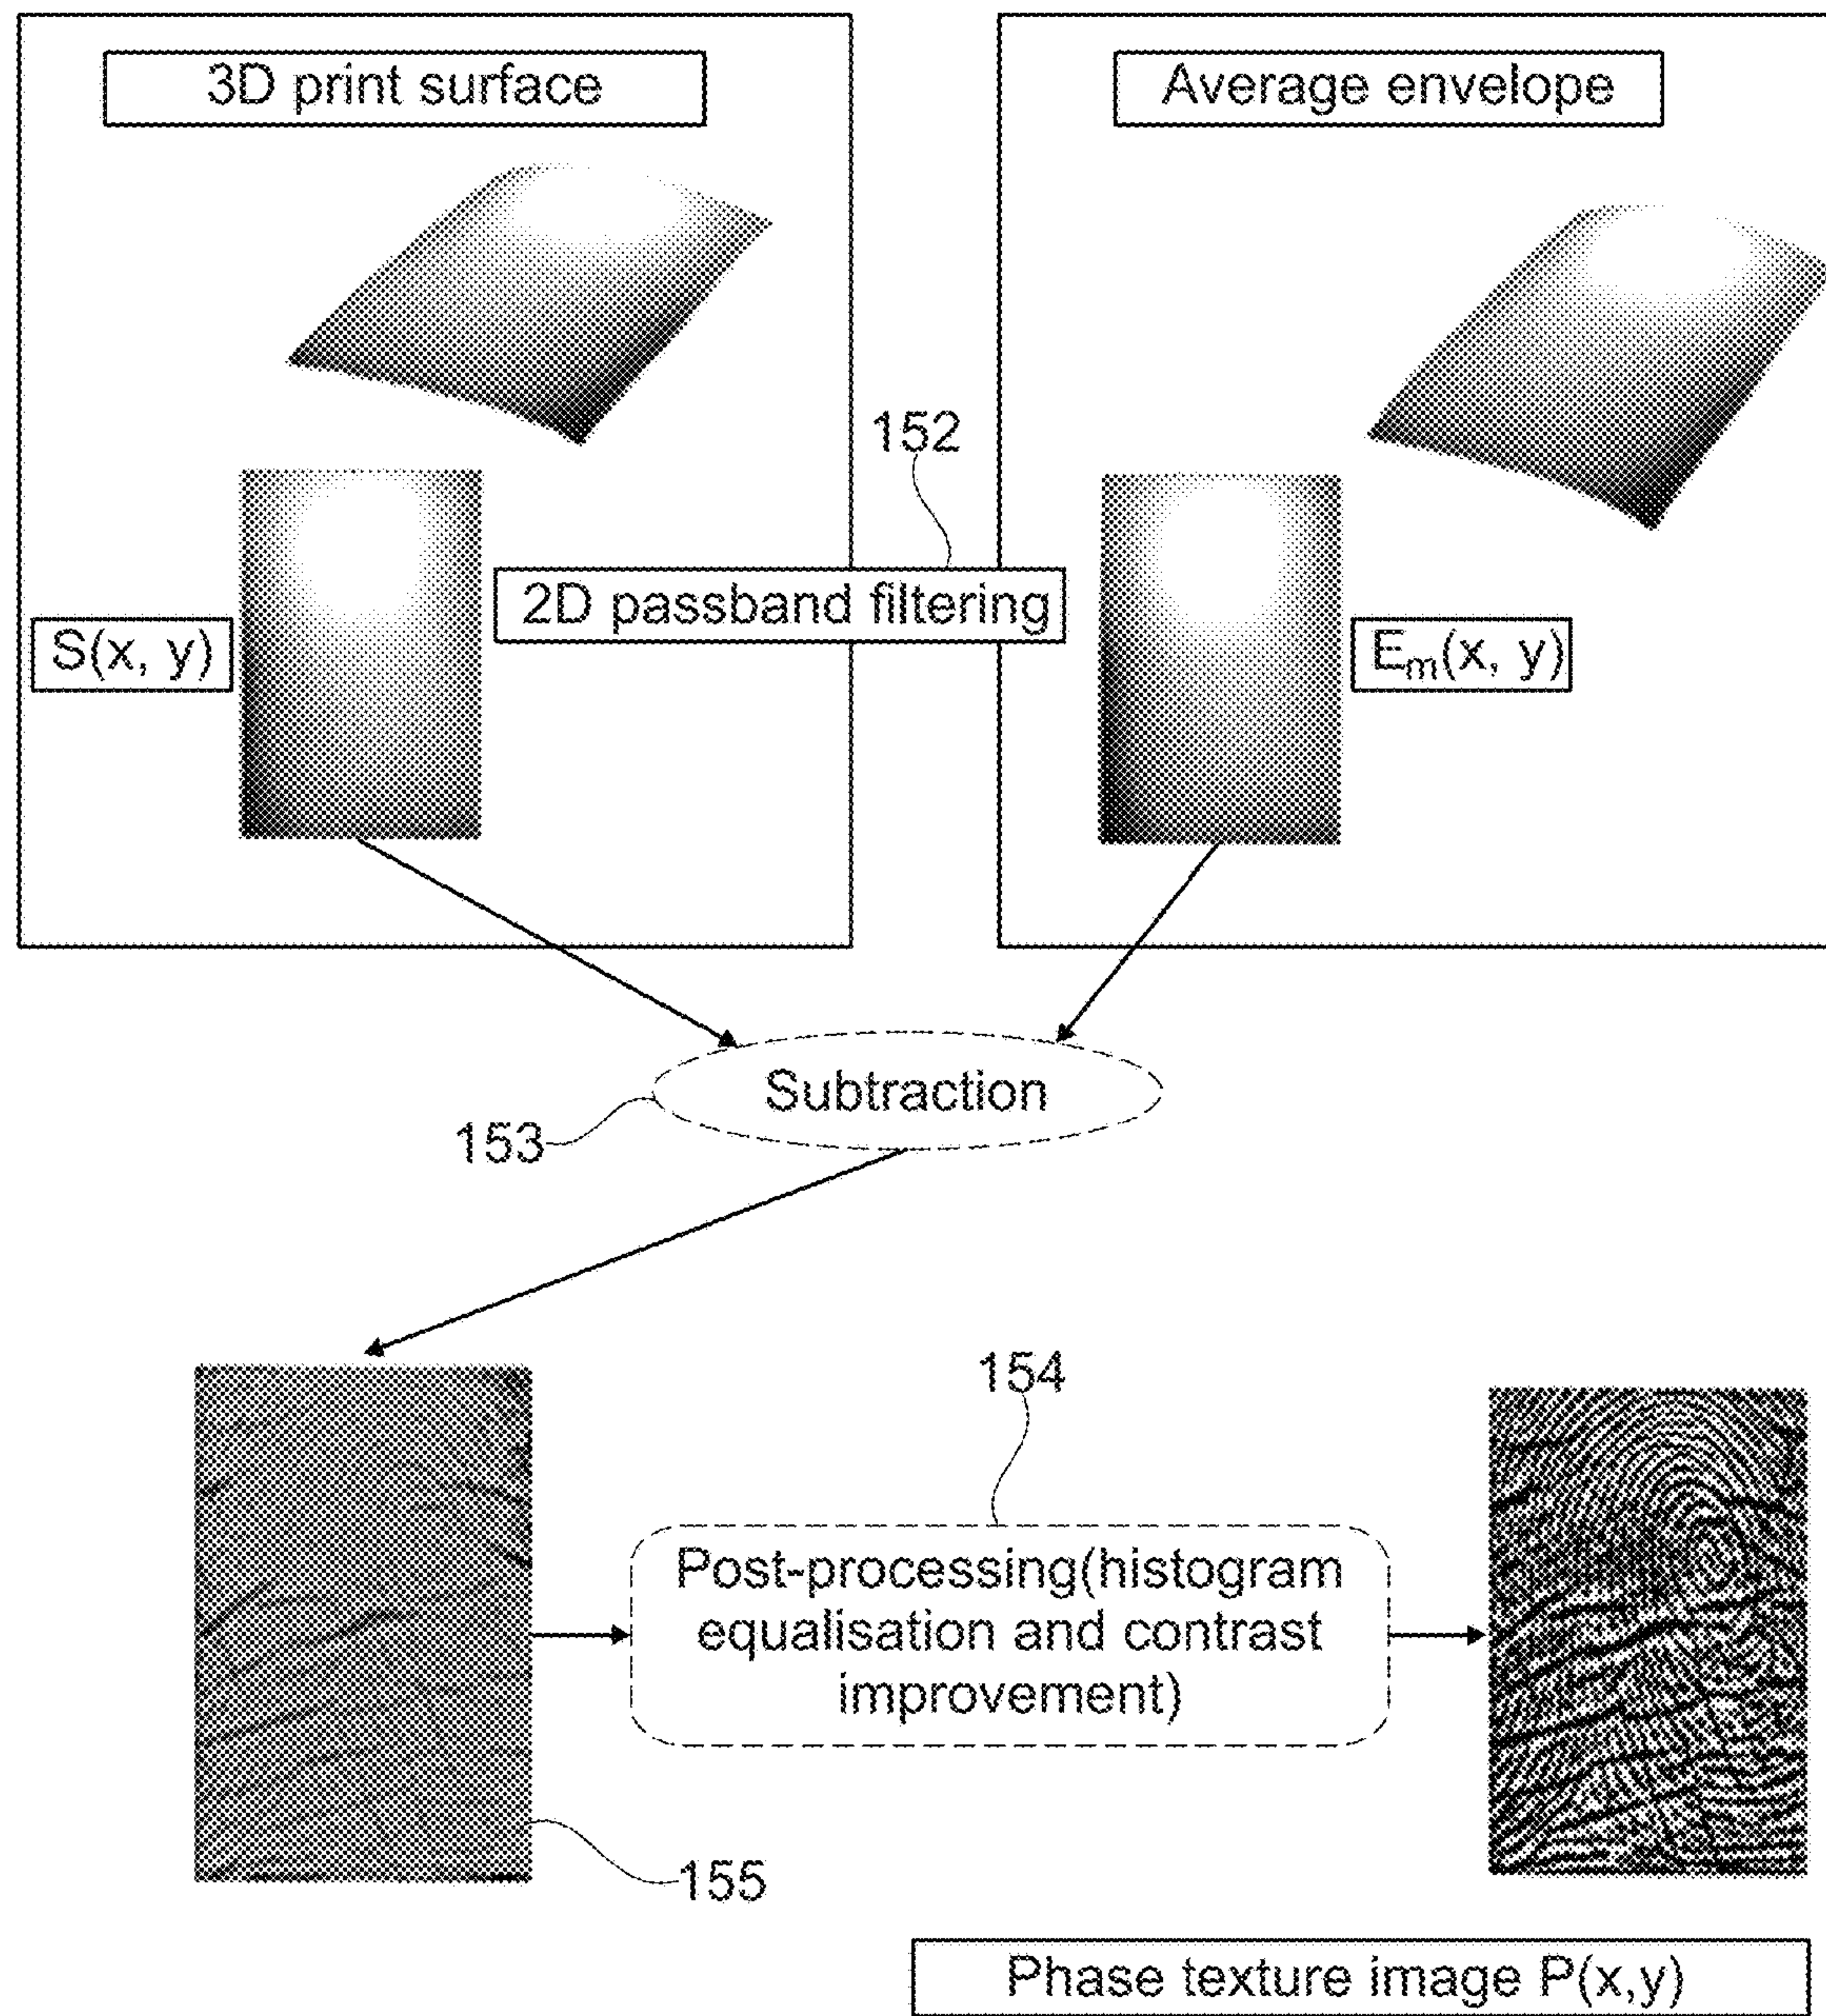 3D print surface
Average envelope
152
2D passband filtering
S(x, y)
Em(x, y)
Subtraction
153
154
Post-processing(histogram
equalisation and contrast
improvement)
155
Phase texture image P(x,y)